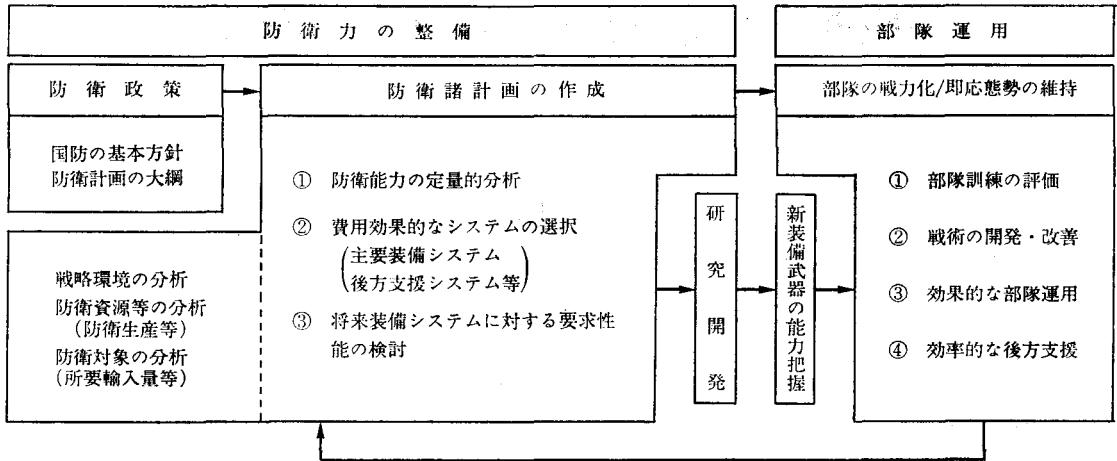 防衛力の整備
部隊運用
防衛政策
防衛諸計画の作成
部隊の戦力化/即応態勢の維持
国防の基本方針
防衛計画の大綱
戦略環境の分析
防衛資源等の分析
(防衛生産等)
防衛対象の分析
(所要輸入量等)
① 防衛能力の定量的分析
② 費用効果的なシステムの選択
(主要装備システム
後方支援システム等)
③ 将来装備システムに対する要求性
能の検討
研究開発
新装備武器の能力把握
① 部隊訓練の評価
② 戦術の開発・改善
③ 効果的な部隊運用
④ 効率的な後方支援